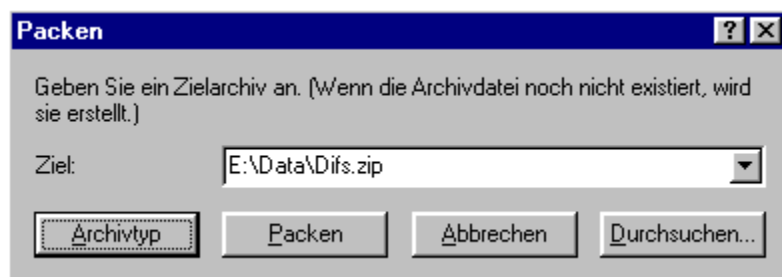 Packen
Geben Sie ein Zielarchiv an. (Wenn die Archivdatei noch nicht existiert, wird
sie erstellt.)
Ziel: E:\Data\Difs.zip
Archivtyp Packen Abbrechen Durchsuchen...